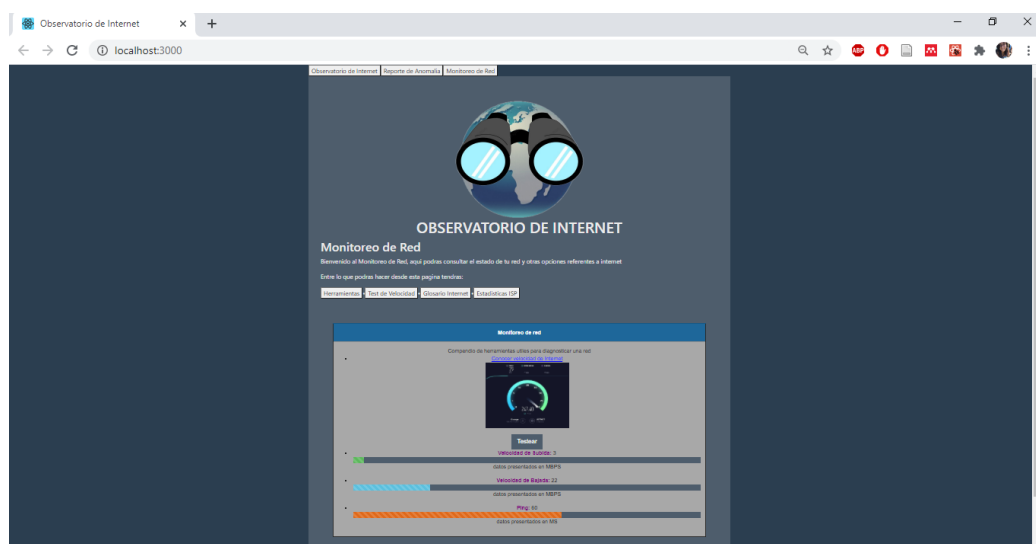 Observatorio de Internet
localhost:3000
ABP
Observatorio de Internet Reporte de Anomalia Monitoreo de Red
OBSERVATORIO DE INTERNET
Monitoreo de Red
Bienvenido al Monitoreo de Red, aqui podras consultar el estado de tu red y otras opciones referentes a internet
Entre lo que podras hacer desde esta pagina tendras:
Herramientas Test de Velocidad Glosario Internet Estadisticas ISP
Monitoreo de red
Compendio de herramientas utiles para diagnosticar una red
Conocer velocidad de internet
Testear
Velocidad de Subida: 3
datos presentados en MBPS
Velocidad de Bajada: 22
datos presentados en MBPS
Ping: 60
datos presentados en MS